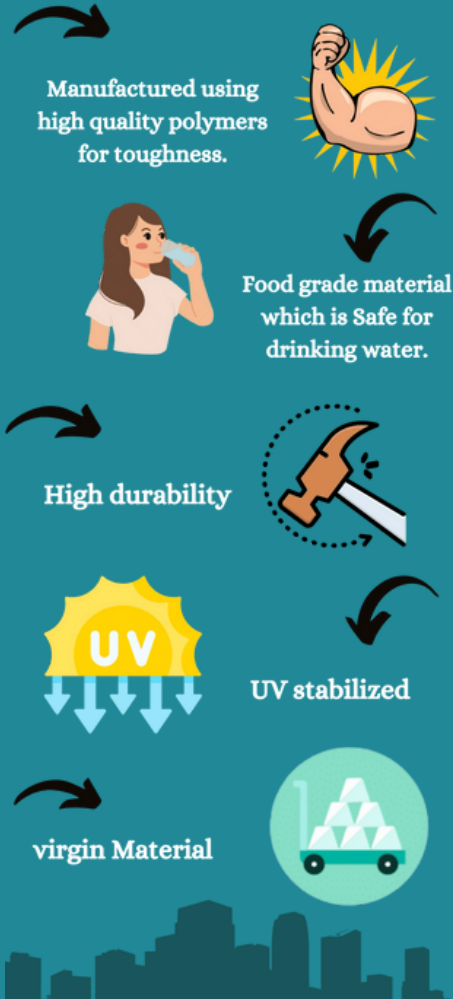 Manufactured using
high quality polymers
for toughness.
Food grade material
which is Safe for
drinking water.
High durability
UV
UV stabilized
virgin Material